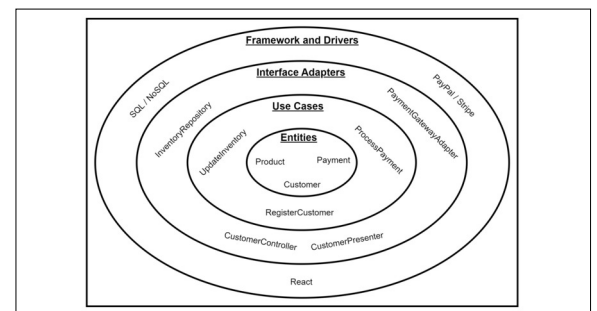 Framework and Drivers
SQL / NoSQL
PayPal / Stripe
Interface Adapters
InventoryRepository
PaymentGatewayAdapter
Use Cases
UpdateInventory
ProcessPayment
Entities
Product
Payment
Customer
RegisterCustomer
CustomerController
CustomerPresenter
React